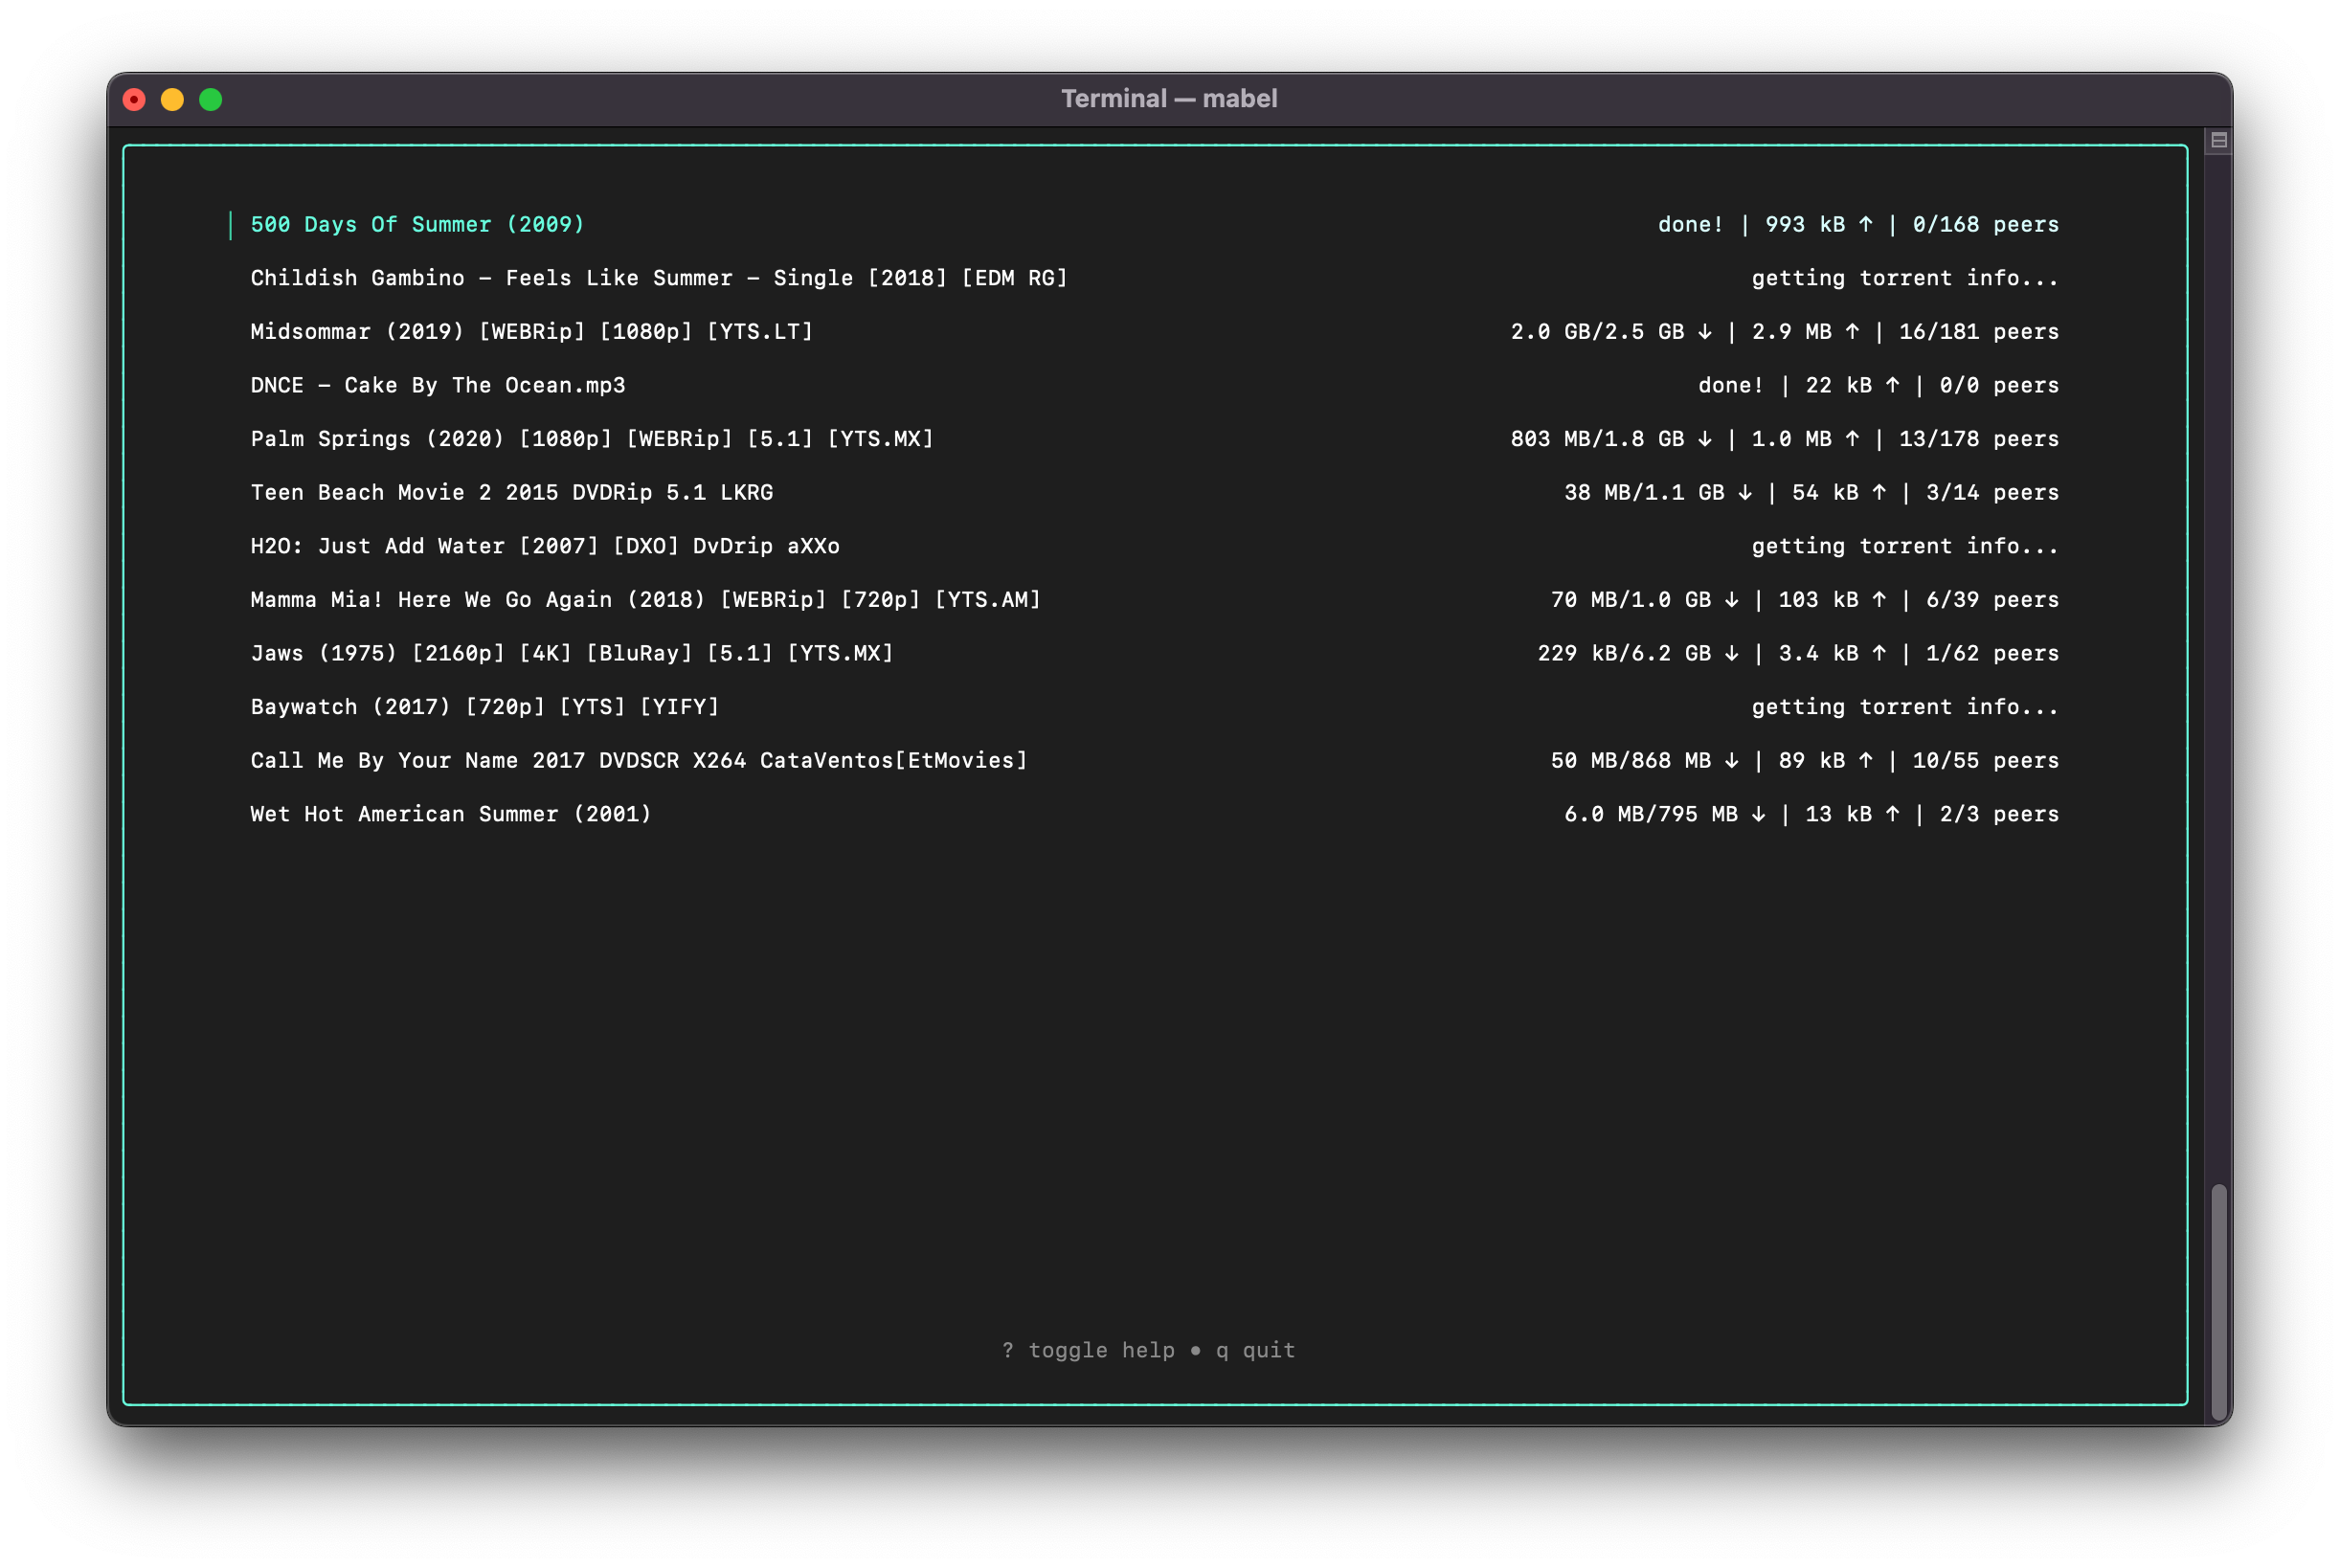 Terminal — mabel
500 Days Of Summer (2009) done! | 993 kB ↑ | 0/168 peers
Childish Gambino – Feels Like Summer – Single [2018] [EDM RG] getting torrent info...
Midsommar (2019) [WEBRip] [1080p] [YTS.LT] 2.0 GB/2.5 GB ↓ | 2.9 MB ↑ | 16/181 peers
DNCE – Cake By The Ocean.mp3 done! | 22 kB ↑ | 0/0 peers
Palm Springs (2020) [1080p] [WEBRip] [5.1] [YTS.MX] 803 MB/1.8 GB ↓ | 1.0 MB ↑ | 13/178 peers
Teen Beach Movie 2 2015 DVDRip 5.1 LKRG 38 MB/1.1 GB ↓ | 54 kB ↑ | 3/14 peers
H2O: Just Add Water [2007] [DXO] DvDrip aXXo getting torrent info...
Mamma Mia! Here We Go Again (2018) [WEBRip] [720p] [YTS.AM] 70 MB/1.0 GB ↓ | 103 kB ↑ | 6/39 peers
Jaws (1975) [2160p] [4K] [BluRay] [5.1] [YTS.MX] 229 kB/6.2 GB ↓ | 3.4 kB ↑ | 1/62 peers
Baywatch (2017) [720p] [YTS] [YIFY] getting torrent info...
Call Me By Your Name 2017 DVDSCR X264 CataVentos[EtMovies] 50 MB/868 MB ↓ | 89 kB ↑ | 10/55 peers
Wet Hot American Summer (2001) 6.0 MB/795 MB ↓ | 13 kB ↑ | 2/3 peers
? toggle help • q quit